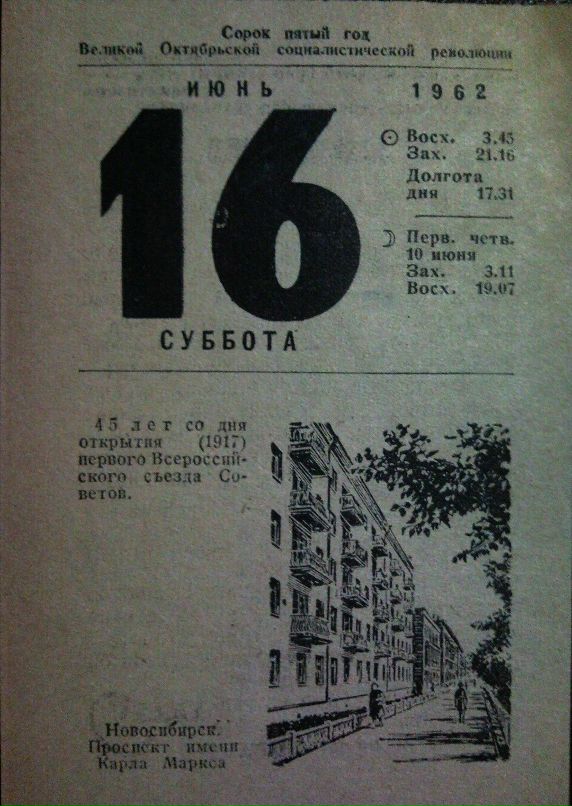 Сорок пятый год
Великой Октябрьской социалистической революции
ИЮНЬ 1962
16
СУББОТА
Восх. 3.45
Зах. 21.16
Долгота
дня 17.31
Перв. четв.
10 июня
Зах. 3.11
Восх. 19.07
45 лет со дня
открытия (1917)
первого Всероссий-
ского съезда Со-
ветов.
Новосибирск.
Проспект имени
Карла Маркса